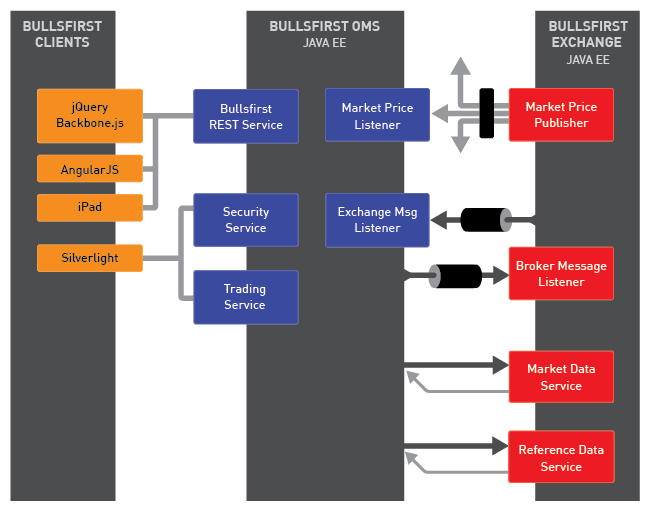 BULLSFIRST
CLIENTS
BULLSFIRST OMS
JAVA EE
BULLSFIRST
EXCHANGE
JAVA EE
jQuery
Backbone.js
AngularJS
iPad
Silverlight
Bullsfirst
REST Service
Security
Service
Trading
Service
Market Price
Listener
Exchange Msg
Listener
Market Price
Publisher
Broker Message
Listener
Market Data
Service
Reference Data
Service